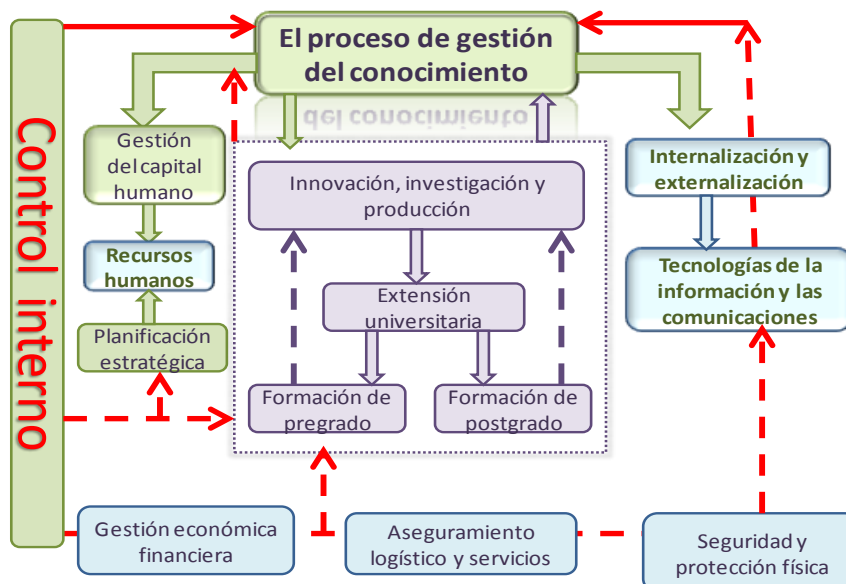 El proceso de gestión
del conocimiento
del conocimiento
Control interno
Gestión
del capital
humano
Innovación, investigación y
producción
Internalización y
externalización
Recursos
humanos
Tecnologías de la
información y las
comunicaciones
Extensión
universitaria
Planificación
estratégica
Formación de
pregrado
Formación de
postgrado
Gestión económica
financiera
Aseguramiento
logístico y servicios
Seguridad y
protección física